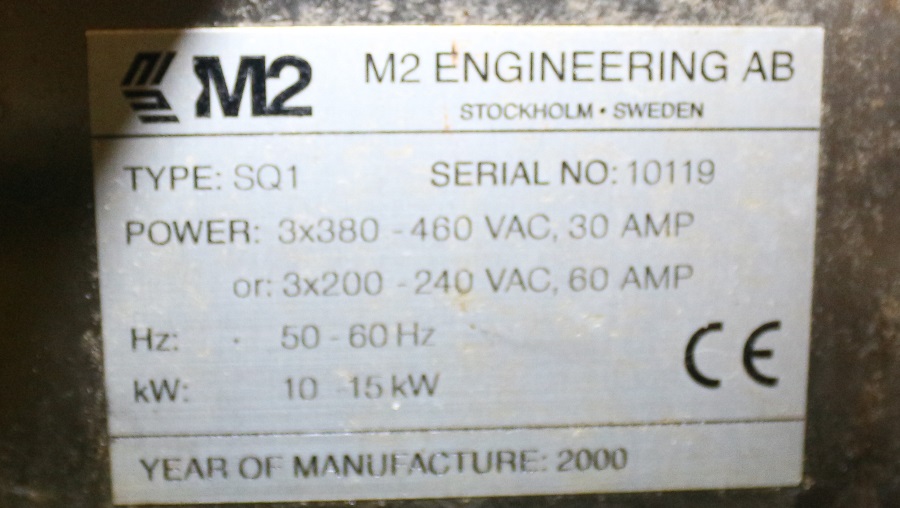 M2 M2 ENGINEERING AB
STOCKHOLM • SWEDEN
TYPE: SQ1 SERIAL NO: 10119
POWER: 3x380 - 460 VAC, 30 AMP
or: 3x200 - 240 VAC, 60 AMP
Hz: 50 - 60 Hz
kW: 10 - 15 kW
CE
YEAR OF MANUFACTURE: 2000